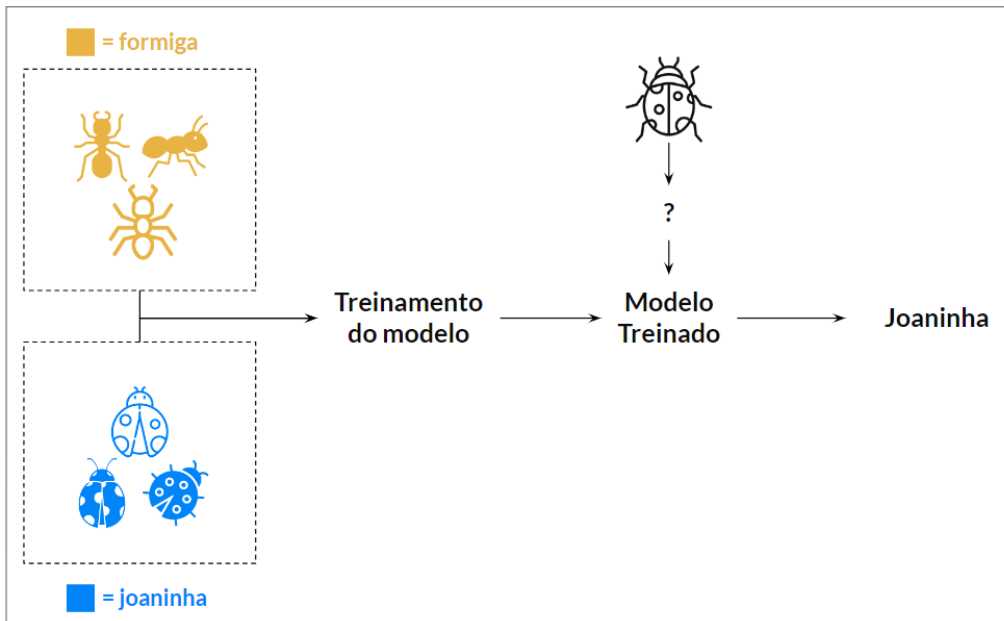 = formiga
?
Treinamento
do modelo
Modelo
Treinado
Joaninha
= joaninha